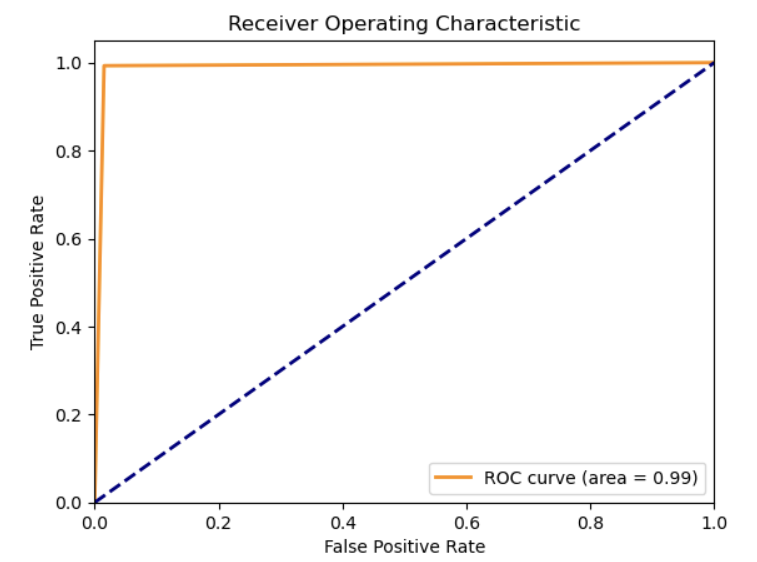 Receiver Operating Characteristic
1.0
0.8
0.6
0.4
0.2
0.0
True Positive Rate
ROC curve (area = 0.99)
0.0 0.2 0.4 0.6 0.8 1.0
False Positive Rate